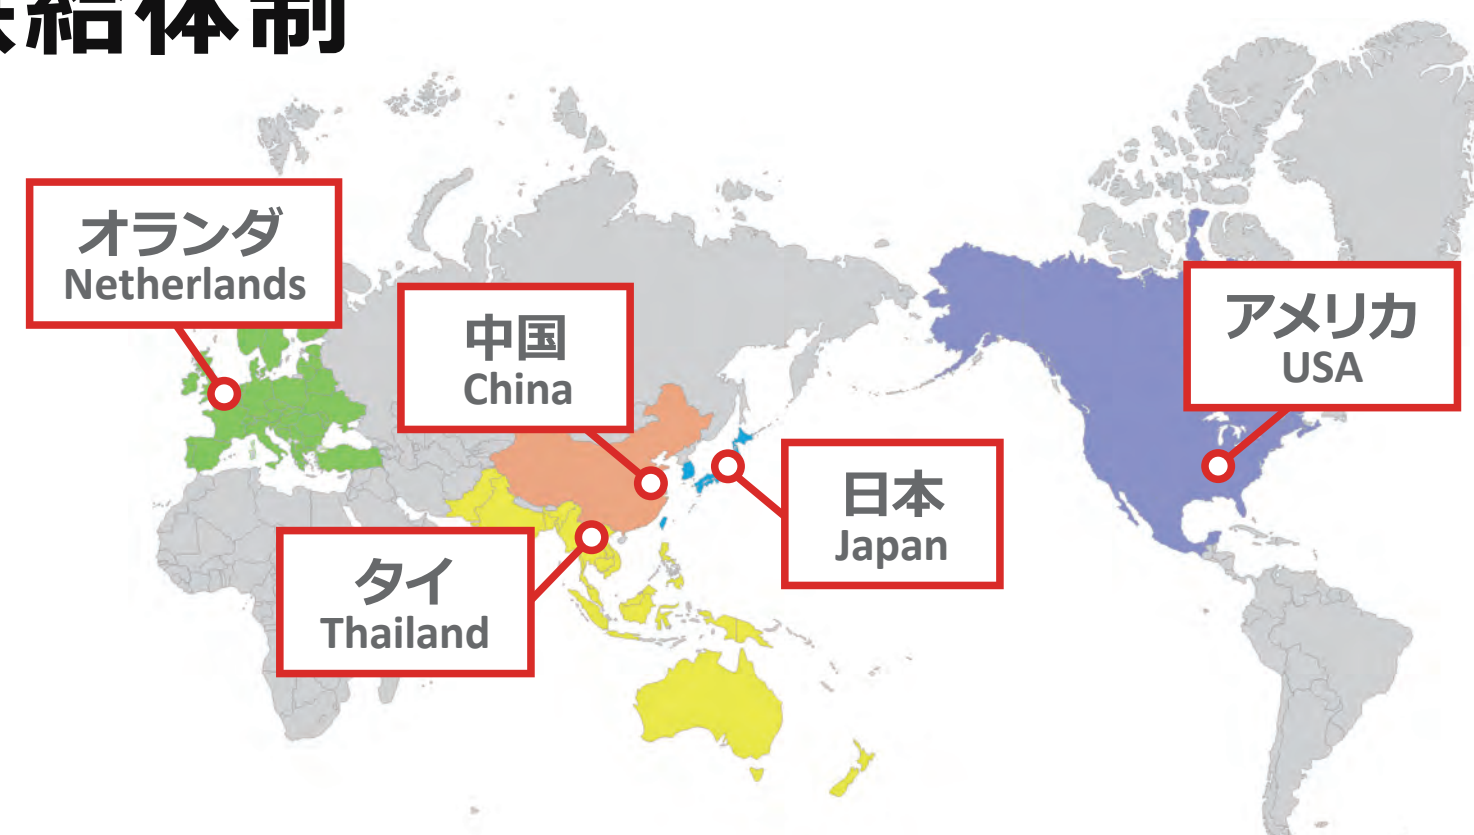 給体制
オランダ
Netherlands
中国
China
アメリカ
USA
日本
Japan
タイ
Thailand